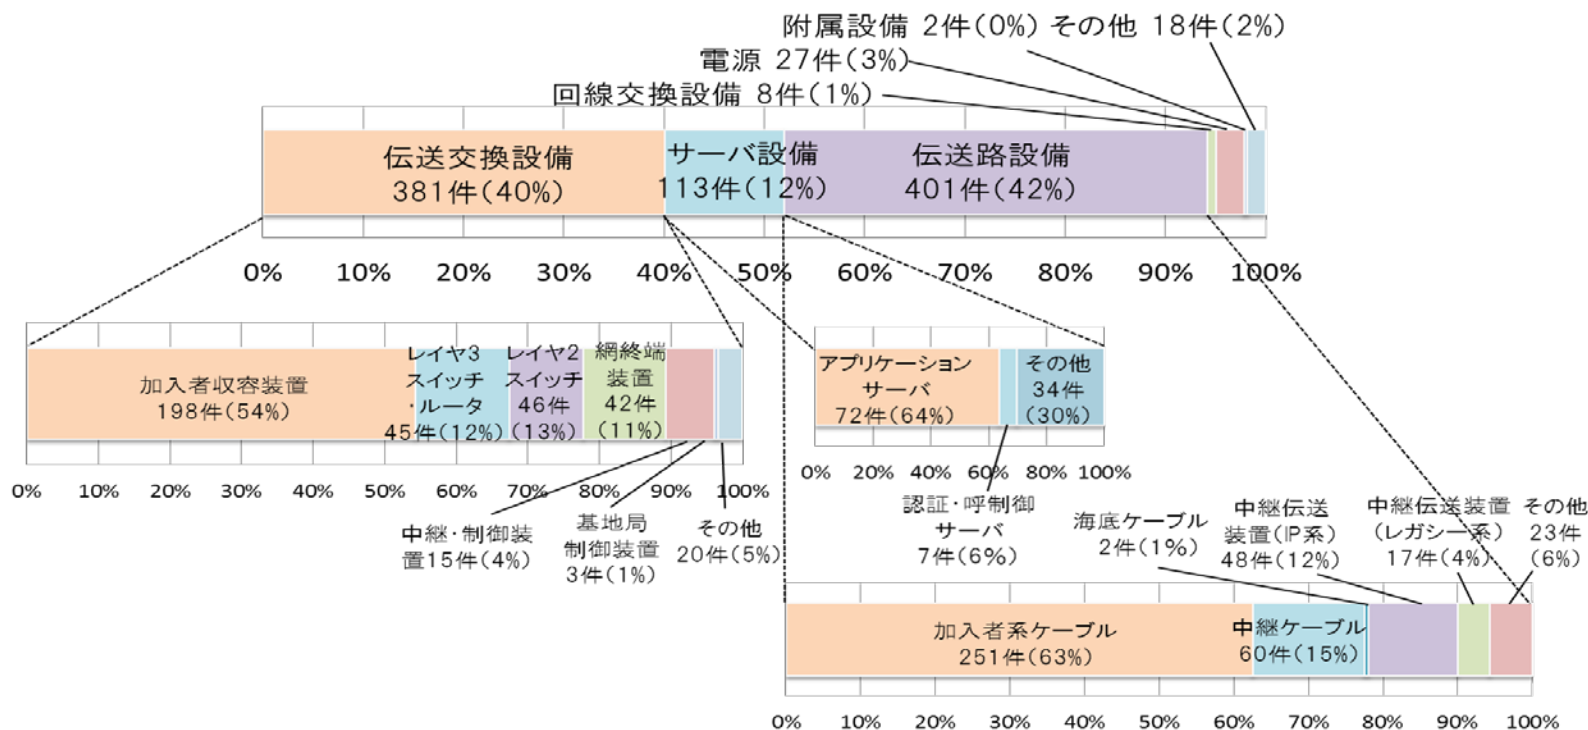 附属設備 2件(0%) その他 18件(2%)
電源 27件(3%)
回線交換設備 8件(1%)
伝送交換設備
381件(40%)
サーバ設備
113件(12%)
伝送路設備
401件(42%)
0% 10% 20% 30% 40% 50% 60% 70% 80% 90% 100%
加入者収容装置
198件(54%)
レイヤ3
スイッチ
・ルータ
45件(12%)
レイヤ2
スイッチ
46件
(13%)
網終端
装置
42件
(11%)
0% 10% 20% 30% 40% 50% 60% 70% 80% 90% 100%
中継・制御装
置15件(4%)
基地局
制御装置
3件(1%)
その他
20件(5%)
アプリケーション
サーバ
72件(64%)
その他
34件
(30%)
0% 20% 40% 60% 80% 100%
認証・呼制御
サーバ
7件(6%)
海底ケーブル
2件(1%)
中継伝送
装置(IP系)
48件(12%)
中継伝送装置
(レガシー系)
17件(4%)
その他
23件
(6%)
加入者系ケーブル
251件(63%)
中継ケーブル
60件(15%)
0% 10% 20% 30% 40% 50% 60% 70% 80% 90% 100%